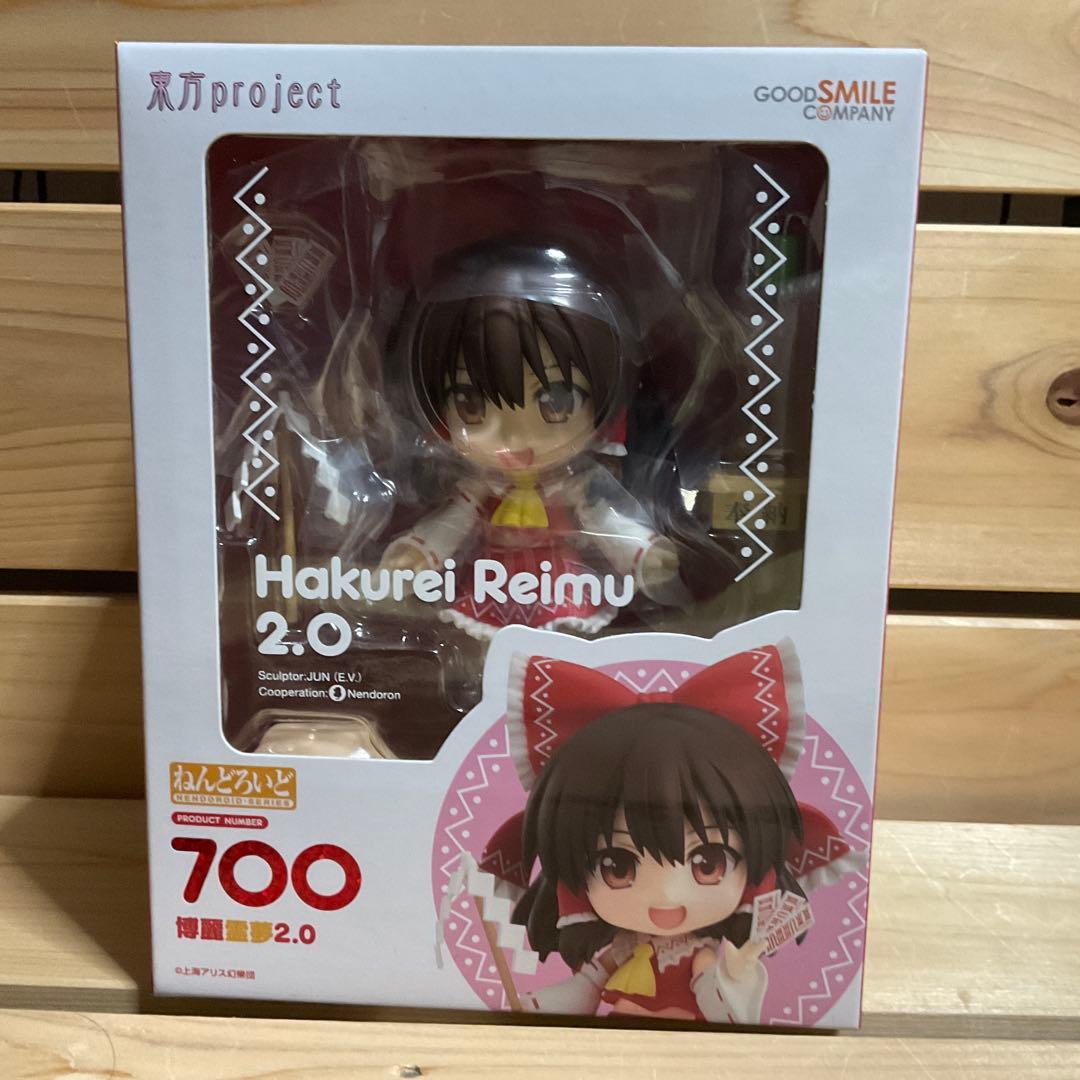 東方project
GOODSMILE
COMPANY
奉納
Hakurei Reimu
2.0
Sculptor:JUN (E.V.)
Cooperation: Nendoron
ねんどろいど
NENDOROID・SERIES
PRODUCT NUMBER
700
博麗霊夢2.0
©上海アリス幻樂団